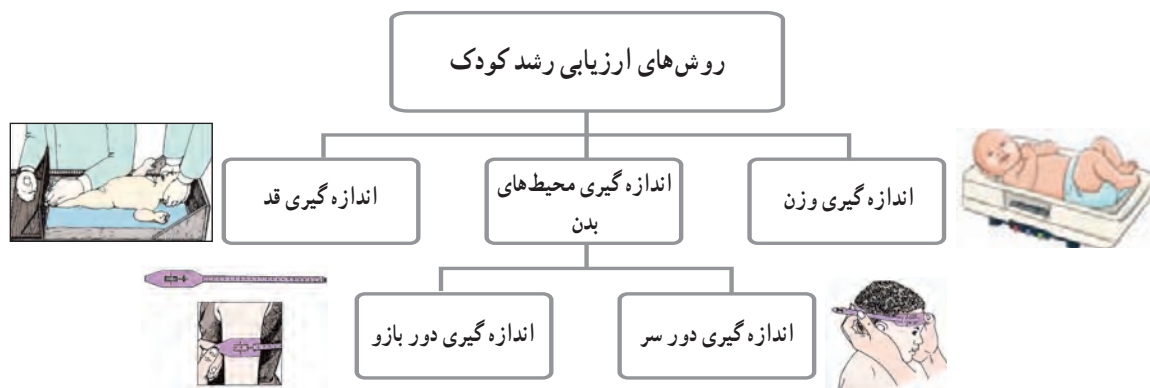 روش‌های ارزیابی رشد کودک
اندازه گیری وزن
اندازه گیری محیط‌های
بدن
اندازه گیری قد
اندازه گیری دور سر
اندازه گیری دور بازو